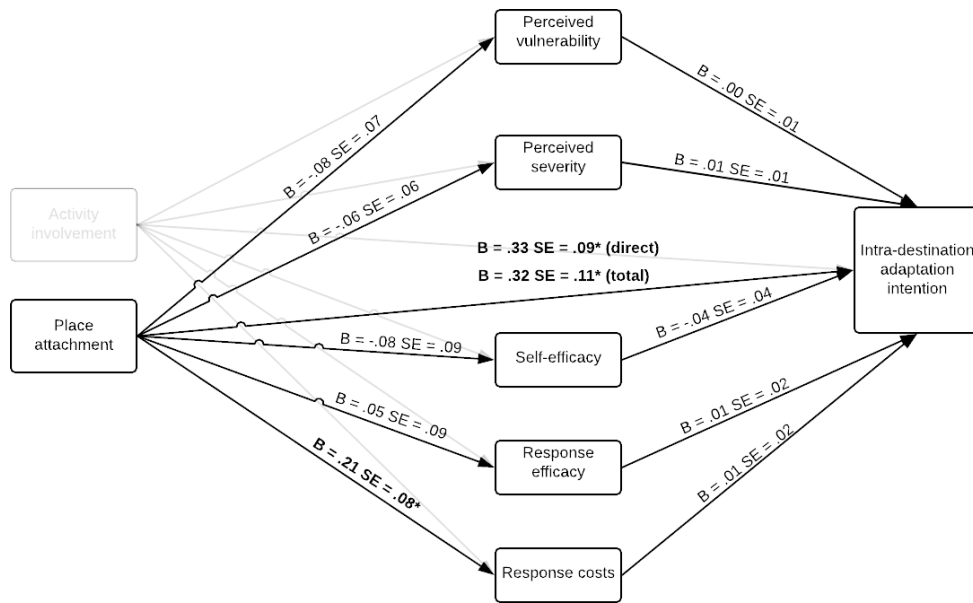 Perceived
vulnerability
B = .00 SE = .01
B = -.08 SE = .07
Perceived
severity
B = .01 SE = .01
B = -.06 SE = .06
Activity
involvement
B = .33 SE = .09* (direct)
B = .32 SE = .11* (total)
Intra-destination
adaptation
intention
Place
attachment
B = -.08 SE = .09
Self-efficacy
B = -.04 SE = .04
B = .05 SE = .09
Response
efficacy
B = .01 SE = .02
B = .21 SE = .08*
Response costs
B = .01 SE = .02